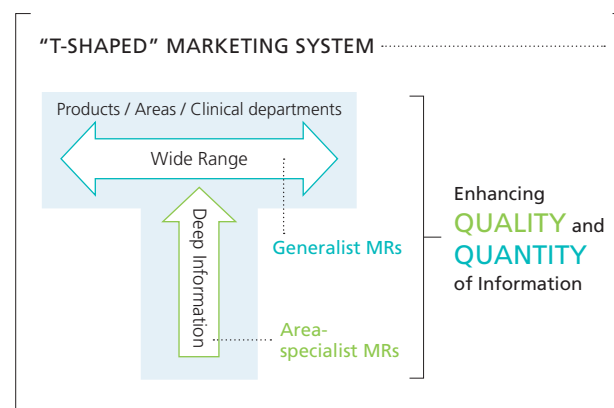 “T-SHAPED” MARKETING SYSTEM
Products / Areas / Clinical departments
Wide Range
Deep Information
Generalist MRs
Area-
specialist MRs
Enhancing
QUALITY and
QUANTITY
of Information